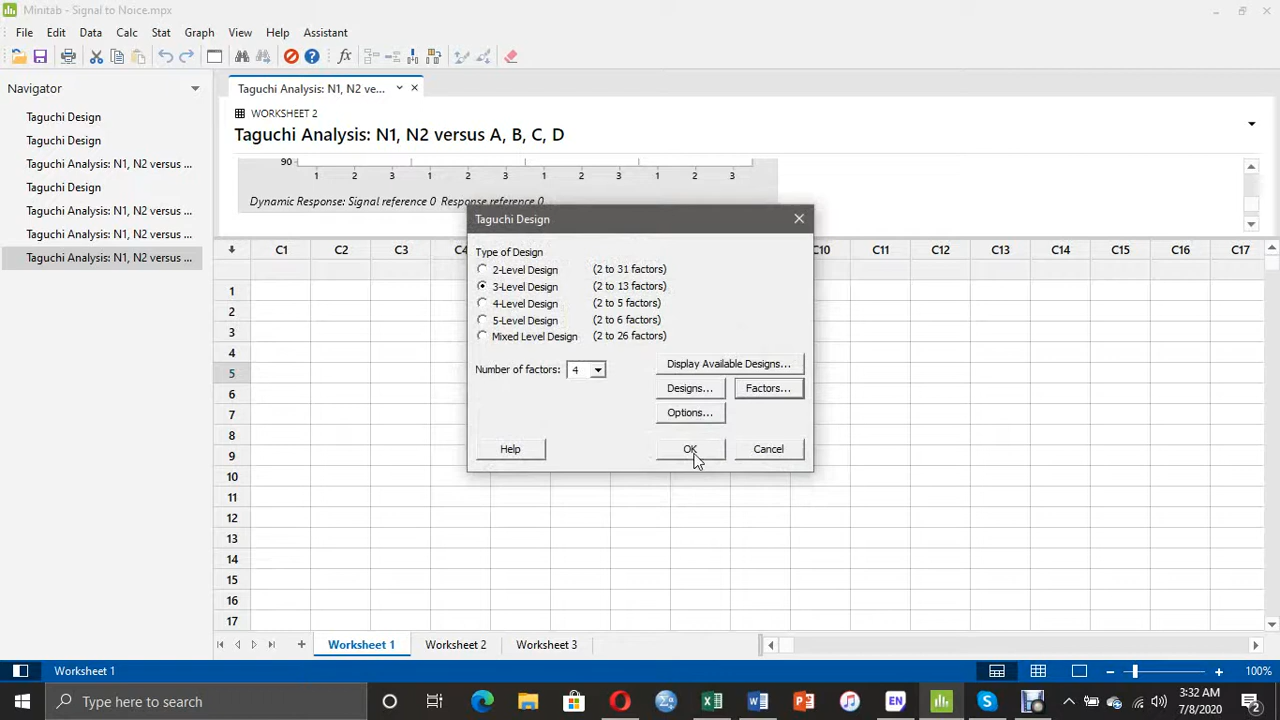 Minitab - Signal to Noice.mpx
File Edit Data Calc Stat Graph View Help Assistant
Navigator
Taguchi Analysis: N1, N2 ve...
Taguchi Design
Taguchi Design
Taguchi Analysis: N1, N2 versus ...
Taguchi Design
Taguchi Analysis: N1, N2 versus ...
Taguchi Analysis: N1, N2 versus ...
Taguchi Analysis: N1, N2 versus ...
WORKSHEET 2
Taguchi Analysis: N1, N2 versus A, B, C, D
90
1 2 3 1 2 3 1 2 3 1 2 3
Dynamic Response: Signal reference 0 Response reference 0
Taguchi Design
Type of Design
2-Level Design (2 to 31 factors)
3-Level Design (2 to 13 factors)
4-Level Design (2 to 5 factors)
5-Level Design (2 to 6 factors)
Mixed Level Design (2 to 26 factors)
Number of factors: 4
Display Available Designs...
Designs... Factors...
Options...
Help OK Cancel
C1 C2 C3 C4 C10 C11 C12 C13 C14 C15 C16 C17
1
2
3
4
5
6
7
8
9
10
11
12
13
14
15
16
17
Worksheet 1 Worksheet 2 Worksheet 3
Worksheet 1
100%
Type here to search
EN
3:32 AM
7/8/2020
2